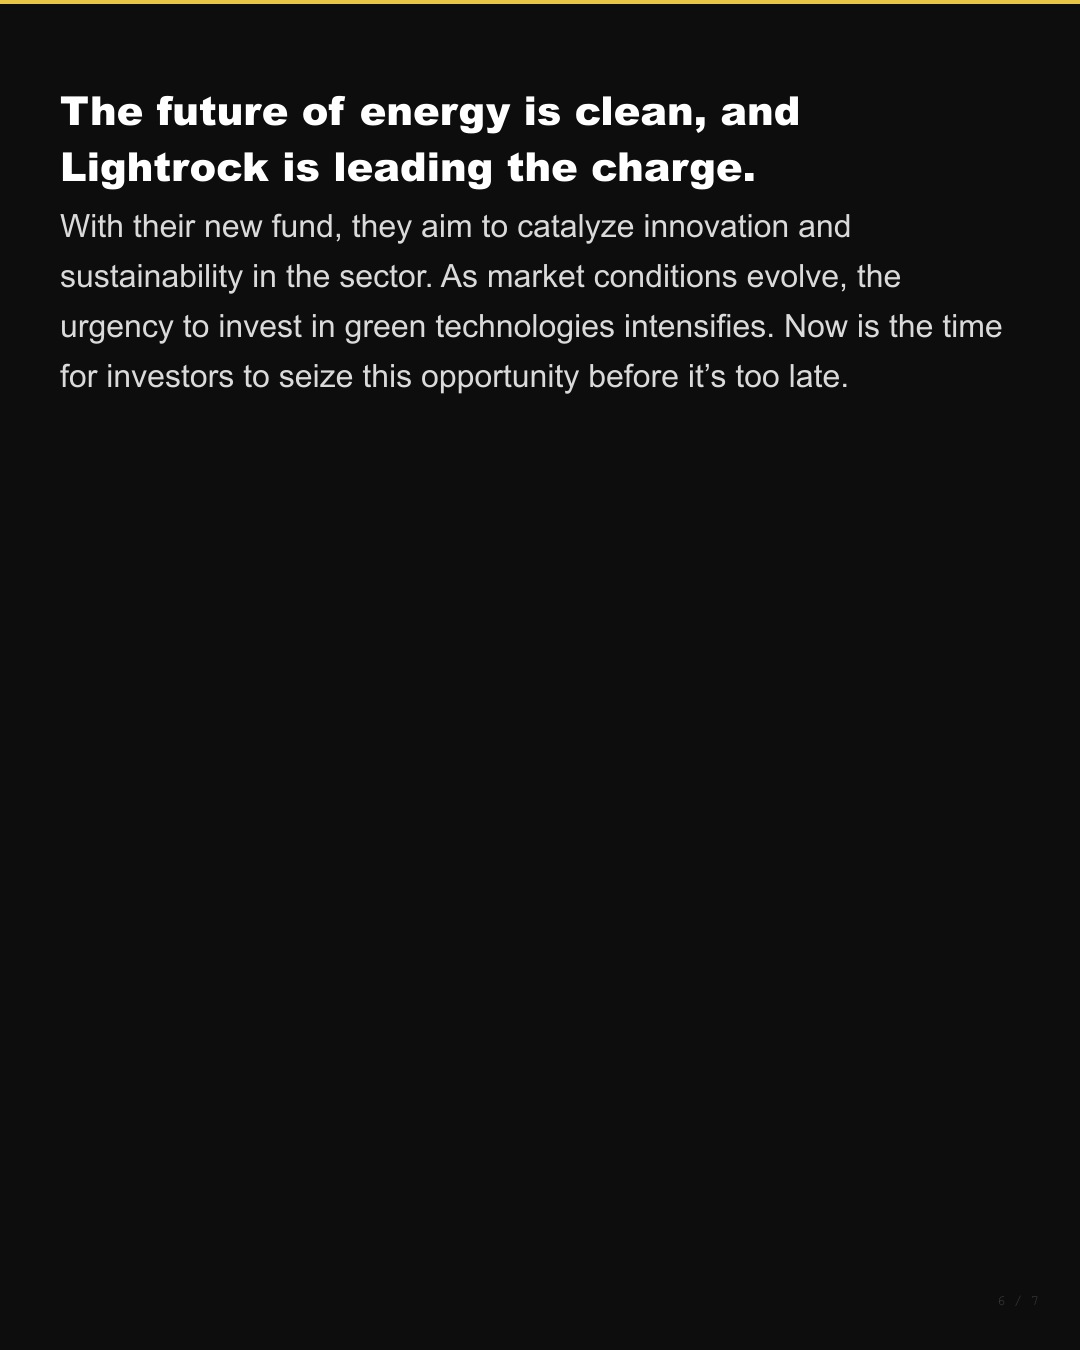 The future of energy is clean, and
Lightrock is leading the charge.
With their new fund, they aim to catalyze innovation and
sustainability in the sector. As market conditions evolve, the
urgency to invest in green technologies intensifies. Now is the time
for investors to seize this opportunity before it’s too late.
6 / 7